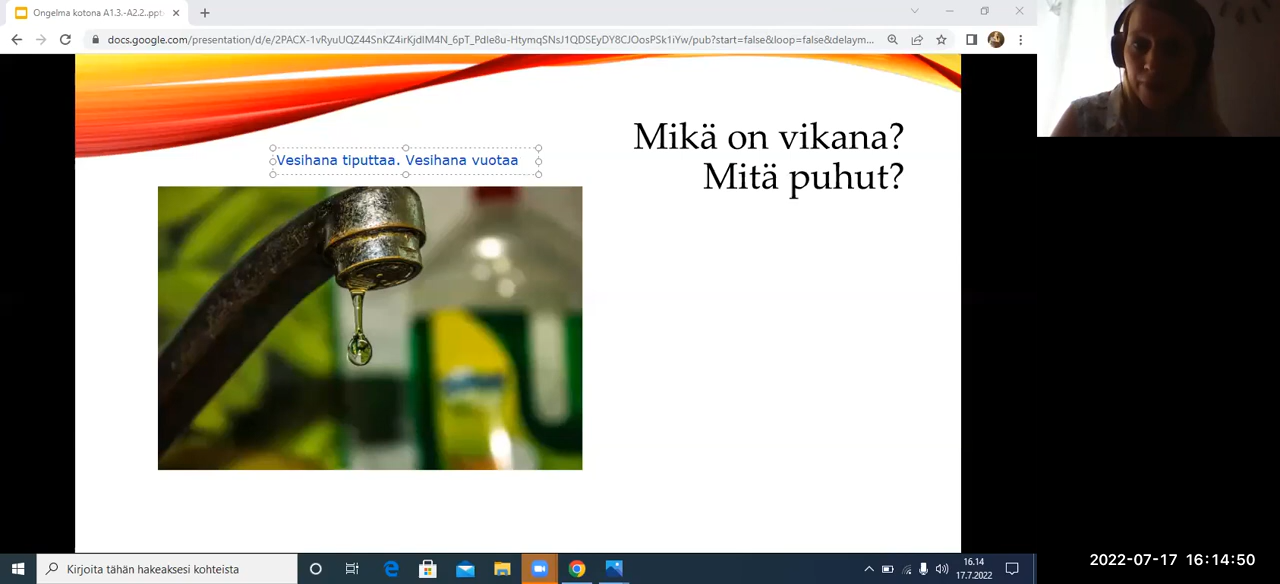 Ongelma kotona A1.3.-A2.2..ppt
docs.google.com/presentation/d/e/2PACX-1vRyuUQZ44SnKZ4irKjdlM4N_6pT_Pdle8u-HtymqSNsJ1QDSEyDY8CJOosPSk1iYw/pub?start=false&loop=false&delaym...
Mikä on vikana?
Mitä puhut?
Vesihana tiputtaa. Vesihana vuotaa
Kirjoita tähän hakeaksesi kohteista
16.14
17.7.2022
2022-07-17 16:14:50